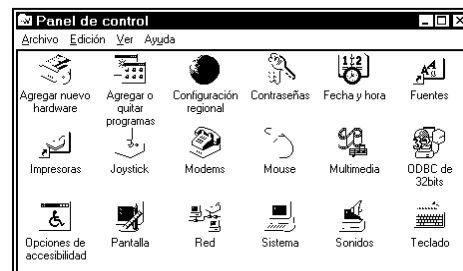 Panel de control
Archivo Edición Ver Ayuda
Agregar nuevo hardware
Agregar o quitar programas
Configuración regional
Contraseñas
Fecha y hora
Fuentes
Impresoras
Joystick
Modems
Mouse
Multimedia
ODBC de 32bits
Opciones de accesibilidad
Pantalla
Red
Sistema
Sonidos
Teclado